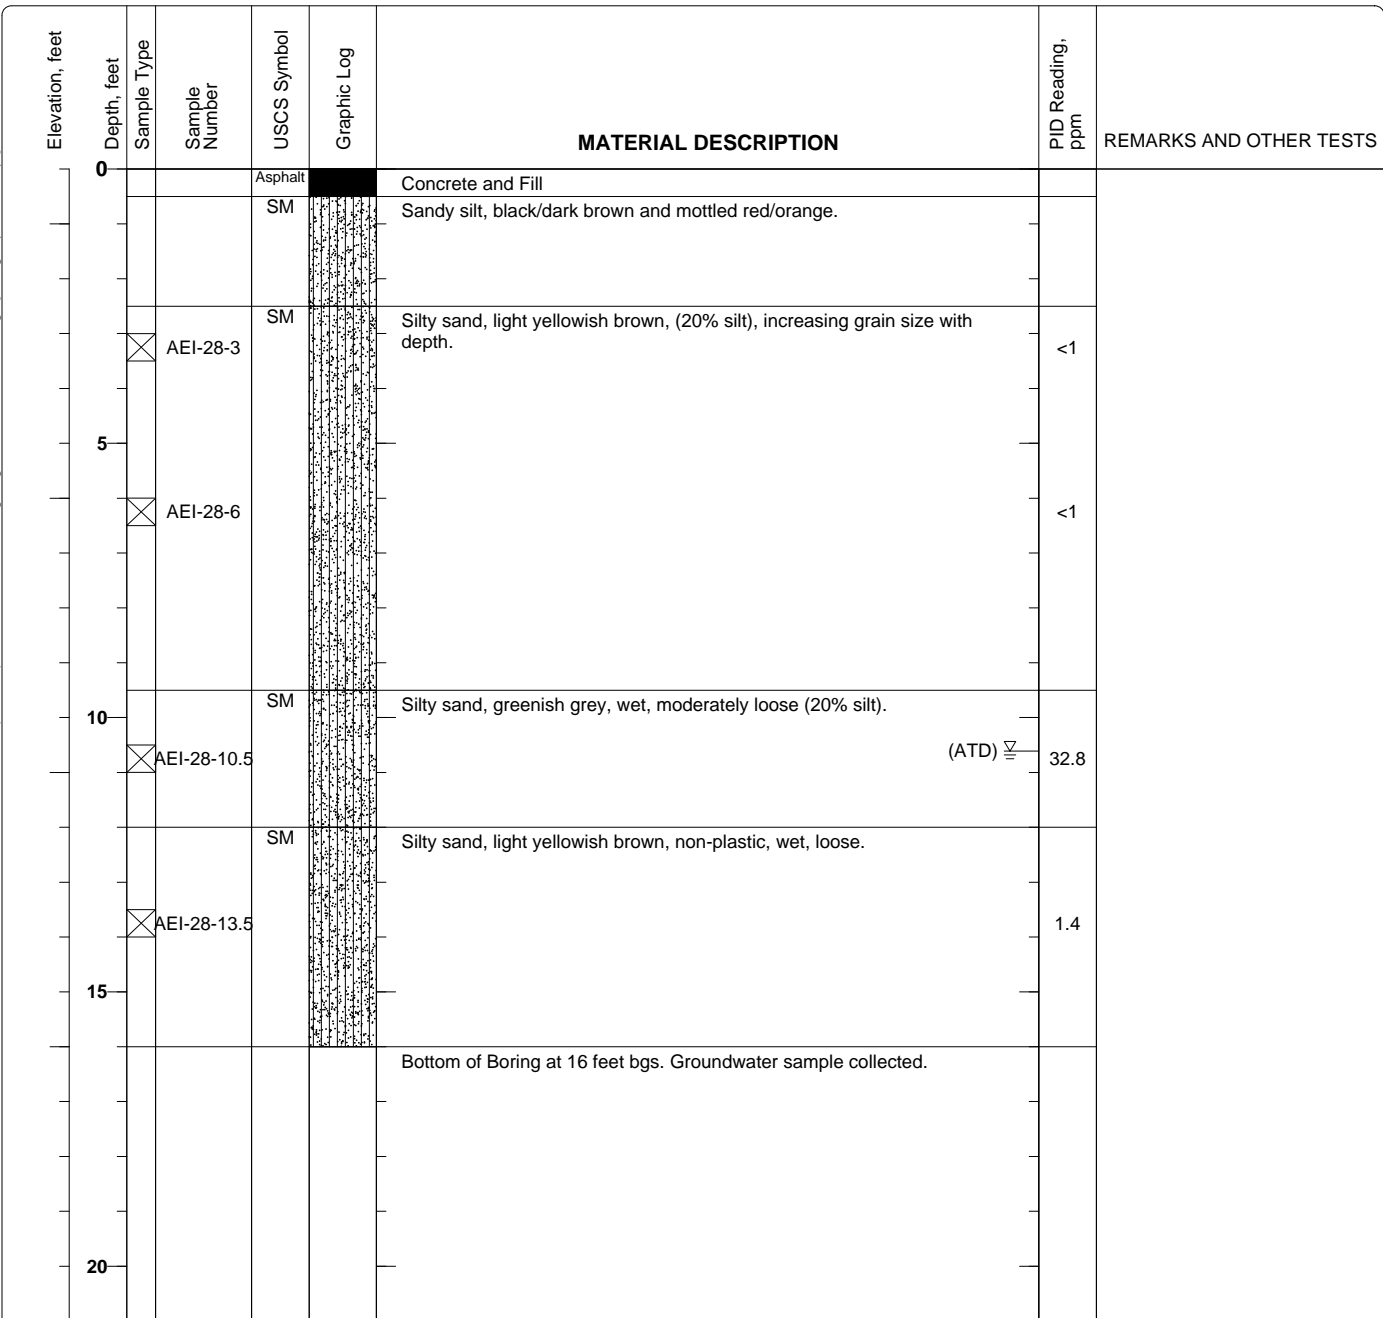 Elevation, feet
Depth, feet
Sample Type
Sample
Number
USCS Symbol
Graphic Log
MATERIAL DESCRIPTION
PID Reading,
ppm
REMARKS AND OTHER TESTS
0
Asphalt
Concrete and Fill
SM
Sandy silt, black/dark brown and mottled red/orange.
SM
Silty sand, light yellowish brown, (20% silt), increasing grain size with
depth.
AEI-28-3
<1
5
AEI-28-6
<1
SM
Silty sand, greenish grey, wet, moderately loose (20% silt).
10
(ATD)
AEI-28-10.5
32.8
SM
Silty sand, light yellowish brown, non-plastic, wet, loose.
AEI-28-13.5
1.4
15
Bottom of Boring at 16 feet bgs. Groundwater sample collected.
20